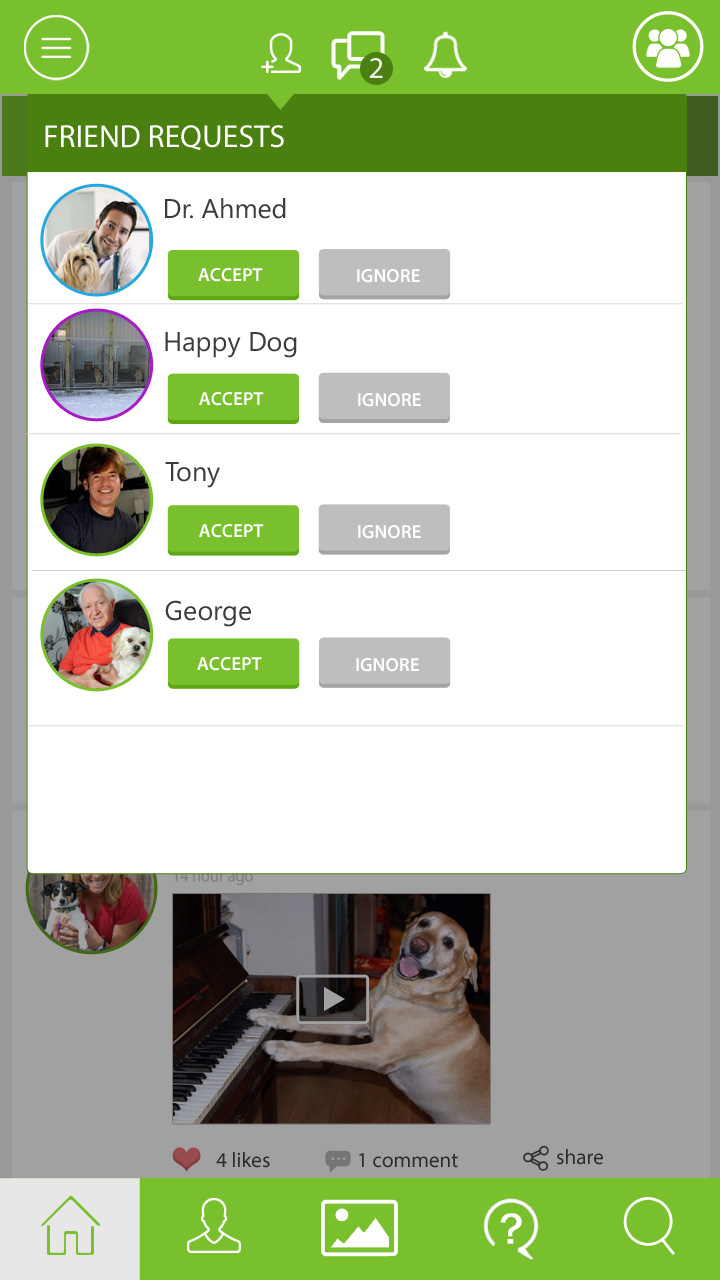 2
FRIEND REQUESTS
Dr. Ahmed
ACCEPT IGNORE
Happy Dog
ACCEPT IGNORE
Tony
ACCEPT IGNORE
George
ACCEPT IGNORE
14 hour ago
4 likes 1 comment share
?